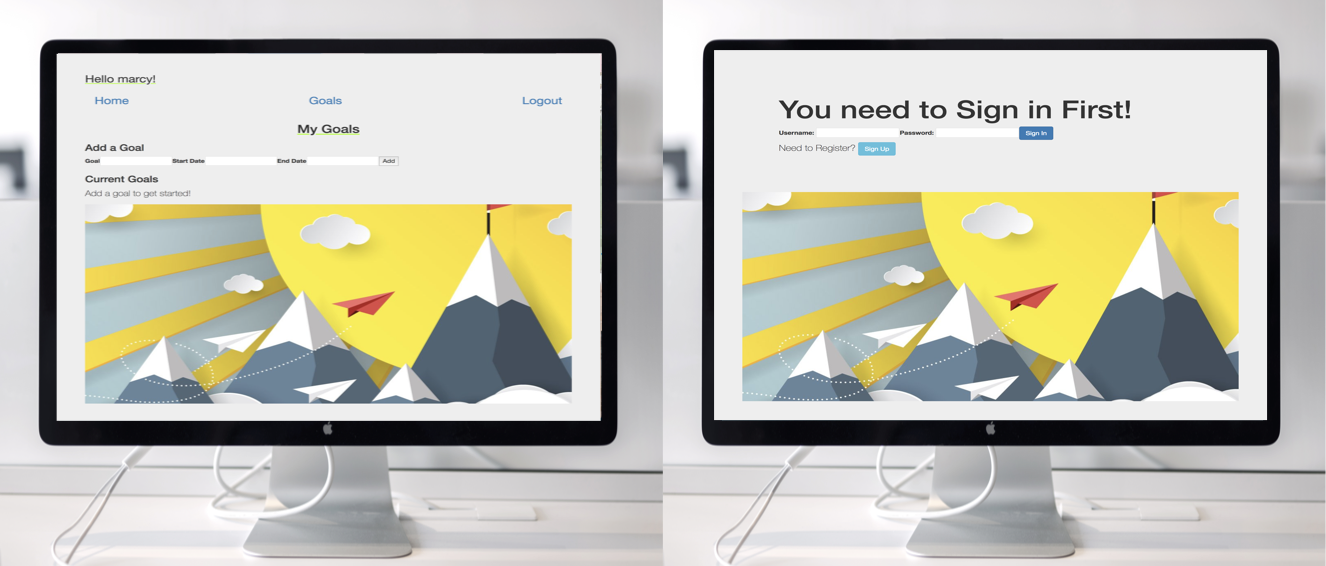 Hello marcy!
Home Goals Logout
My Goals
Add a Goal
Goal Start Date End Date Add
Current Goals
Add a goal to get started!
You need to Sign in First!
Username: Password: Sign In
Need to Register? Sign Up